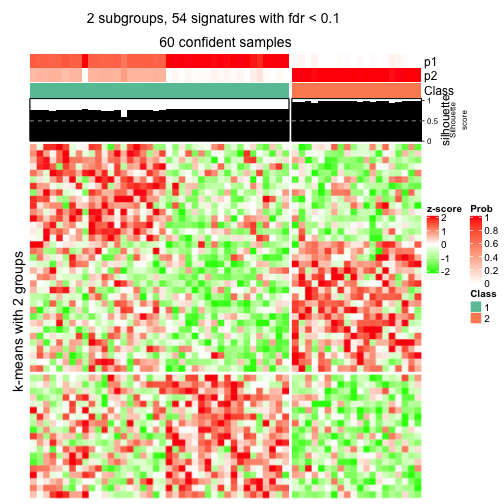 2 subgroups, 54 signatures with fdr < 0.1
60 confident samples
p1
p2
Class
1
0.5
0
silhouette
Silhouette
score
k-means with 2 groups
z-score
2
1
0
-1
-2
Prob
1
0.8
0.6
0.4
0.2
0
Class
1
2